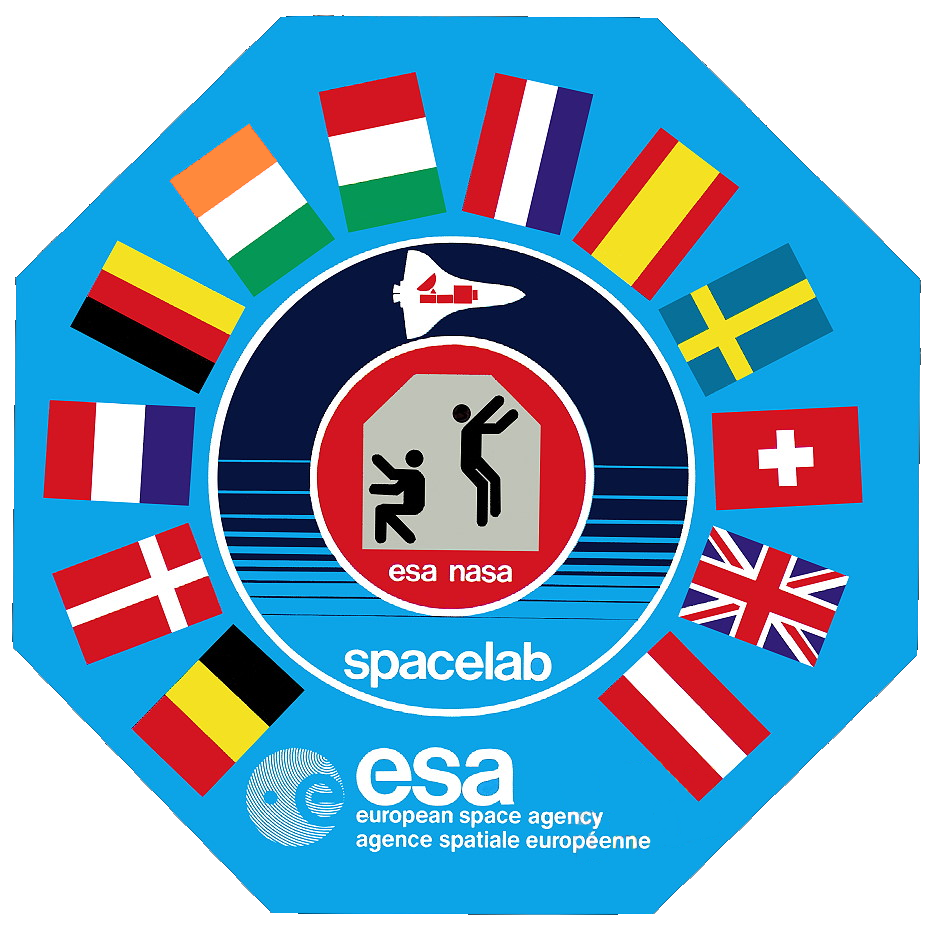 esa nasa
spacelab
esa
european space agency
agence spatiale européenne